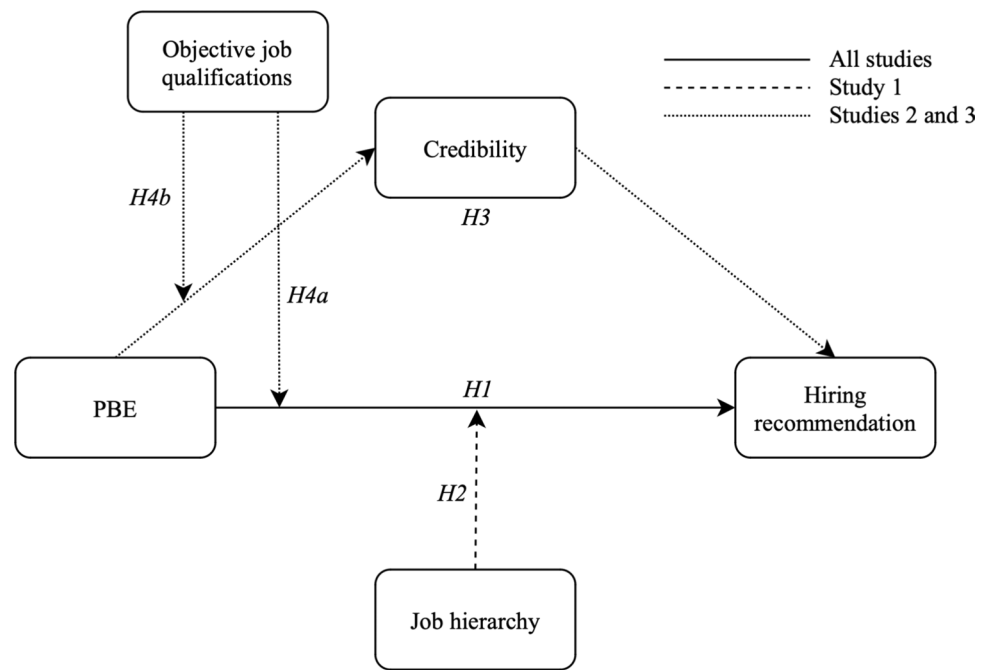 Objective job
qualifications
All studies
Study 1
Studies 2 and 3
Credibility
H4b
H3
H4a
PBE
H1
Hiring
recommendation
H2
Job hierarchy